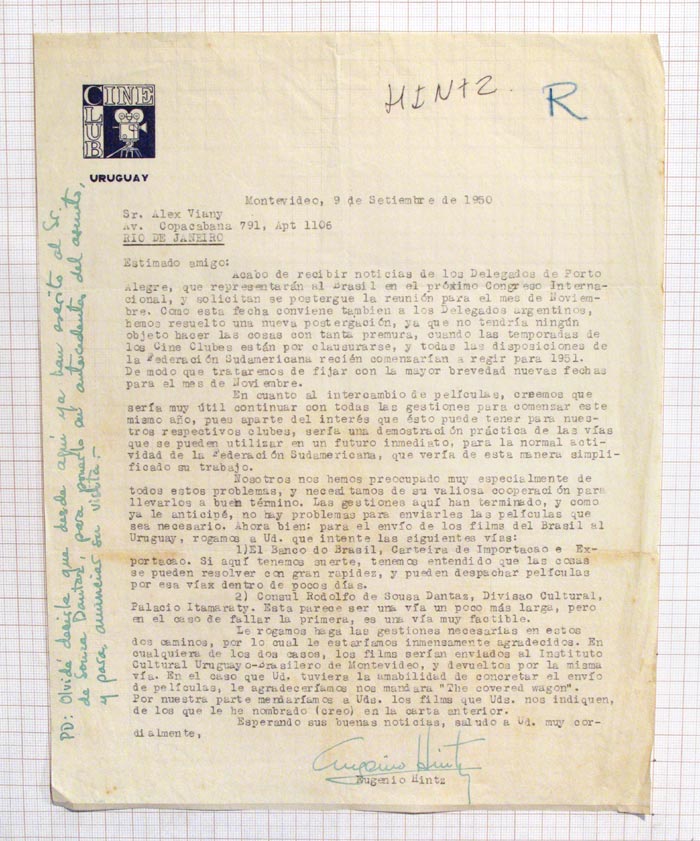 HINtZ.
R
CINE
CLUB
URUGUAY
Montevideo, 9 de Setiembre de 1950
Sr. Alex Viany
Av. Copacabana 791, Apt 1106
RIO DE JANEIRO
Estimado amigo:
Acabo de recibir noticias de los Delegados de Porto
Alegre, que representarán al Brasil en el próximo Congreso Interna-
cional, y solicitan se postergue la reunión para el mes de Noviem-
bre. Como esta fecha conviene tambien a los Delegados argentinos,
hemos resuelto una nueva postergación, ya que no tendría ningún
objeto hacer las cosas con tanta premura, cuando las temporadas de
los Cine Clubes están por clausurarse, y todas las disposiciones de
la Federación Sudamericana recién comenzarían a regir para 1951.
De modo que trataremos de fijar con la mayor brevedad nuevas fechas
para el mes de Noviembre.
En cuanto al intercambio de películas, creemos que
sería muy útil continuar con todas las gestiones para comenzar este
mismo año, pues aparte del interés que ésto puede tener para nues-
tros respectivos clubes, sería una demostración práctica de las vías
que se pueden utilizar en un futuro inmediato, para la normal acti-
vidad de la Federación Sudamericana, que vería de esta manera simpli-
ficado su trabajo.
Nosotros nos hemos preocupado muy especialmente de
todos estos problemas, y necesitamos de su valiosa cooperación para
llevarlos a buen término. Las gestiones aquí han terminado, y como
ya le anticipé, no hay problemas para enviarles las películas que
sea necesario. Ahora bien: para el envío de los films del Brasil al
Uruguay, rogamos a Ud. que intente las siguientes vías:
1)El Banco do Brasil, Carteira de Importacao e Ex-
portacao. Si aquí tenemos suerte, tenemos entendido que las cosas
se pueden resolver con gran rapidez, y pueden despachar películas
por esa víax dentro de pocos días.
2) Consul Rodolfo de Sousa Dantaz, Divisao Cultural,
Palacio Itamaraty. Esta parece ser una vía un poco más larga, pero
en el caso de fallar la primera, es una vía muy factible.
Le rogamos haga las gestiones necesarias en estos
dos caminos, por lo cual le estaríamos inmensamente agradecidos. En
cualquiera de los dos casos, los films serían enviados al Instituto
Cultural Uruguayo-Brasilero de Montevideo, y devueltos por la misma
vía. En el caso que Ud. tuviera la amabilidad de concretar el envío
de películas, le agradeceríamos nos mandara "The covered wagon".
Por nuestra parte mandaríamos a Uds. los films que Uds. nos indiquen,
de los que le he nombrado (creo) en la carta anterior.
Esperando sus buenas noticias, saludo a Ud. muy cor-
dialmente,
Eugenio Hintz
Eugenio Hintz
PD: Olvidé decirle que desde aquí ya han escrito al Sr.
de Sousa Dantaz, para ponerlo en antecedentes del asunto,
y para anunciar su visita.-